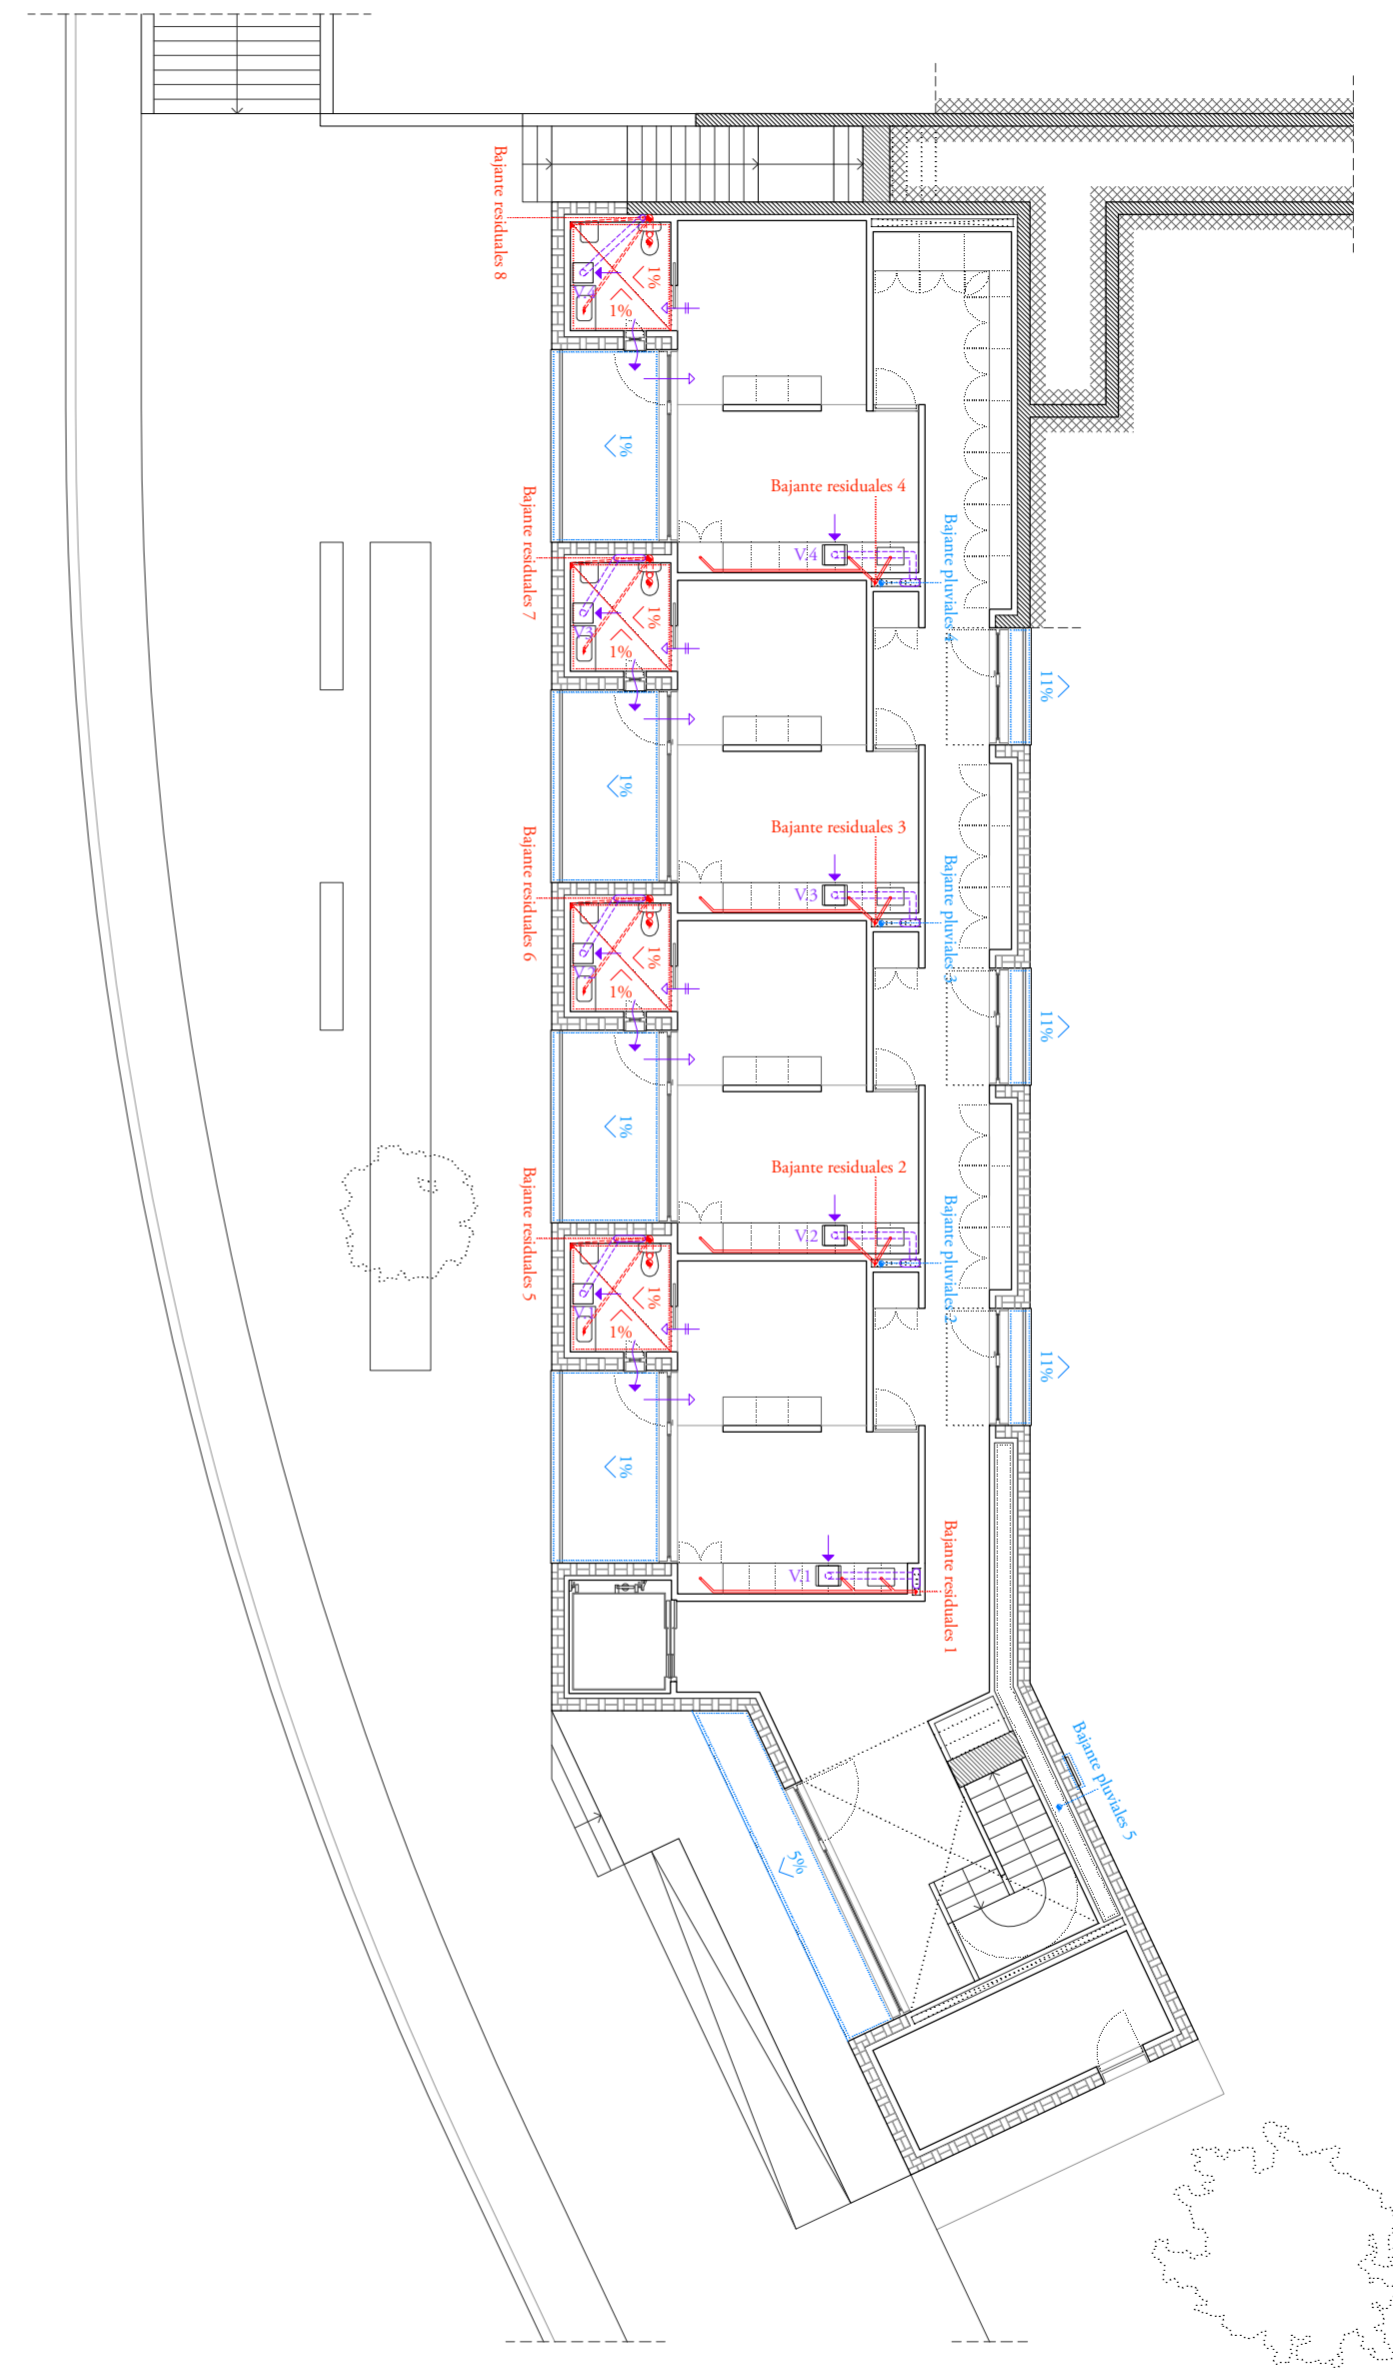 Bajante residuales 8
1%
1%
1%
Bajante residuales 4
V.4
Bajante pluviales 4
Bajante residuales 7
1%
1%
11%
1%
Bajante residuales 3
V.3
Bajante pluviales 3
Bajante residuales 6
1%
1%
11%
1%
Bajante residuales 2
V.2
Bajante pluviales 2
Bajante residuales 5
1%
1%
11%
1%
V.1
Bajante residuales 1
Bajante pluviales 5
5%